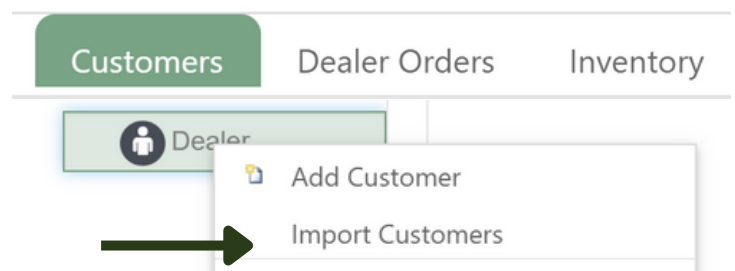 Customers Dealer Orders Inventory
Dealer
Add Customer
Import Customers